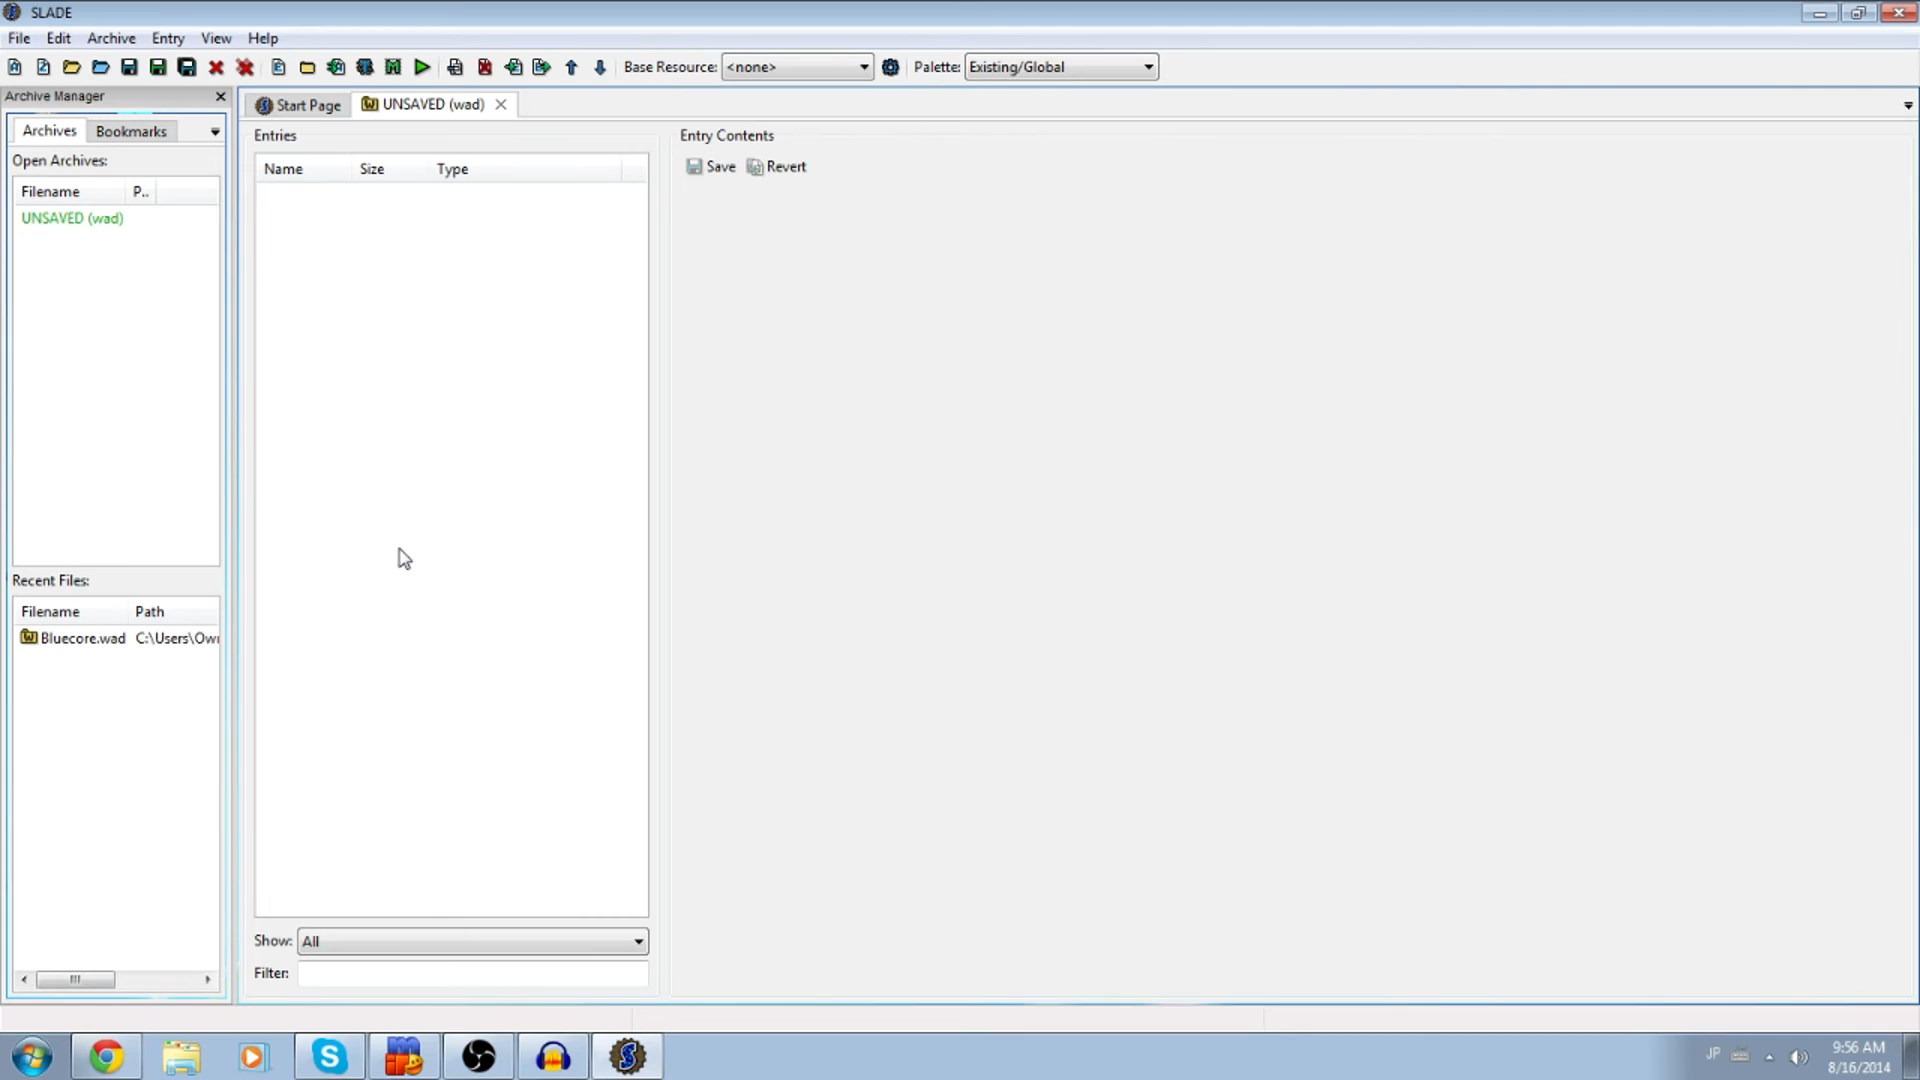 SLADE
File Edit Archive Entry View Help
Base Resource: <none> Palette: Existing/Global
Archive Manager
Start Page UNSAVED (wad)
Archives Bookmarks
Entries
Entry Contents
Open Archives:
Name Size Type
Save Revert
Filename P..
UNSAVED (wad)
Recent Files:
Filename Path
Bluecore.wad C:\Users\Owr
Show: All
Filter:
JP
9:56 AM
8/16/2014